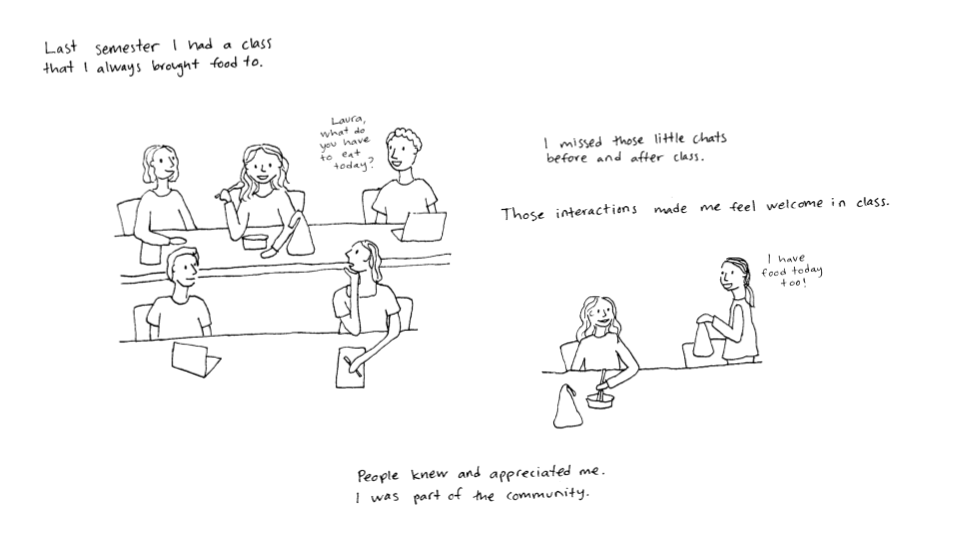 Last semester I had a class
that I always brought food to.
Laura,
what do
you have
to eat
today?
I missed those little chats
before and after class.
Those interactions made me feel welcome in class.
I have
food today
too!
People knew and appreciated me.
I was part of the community.